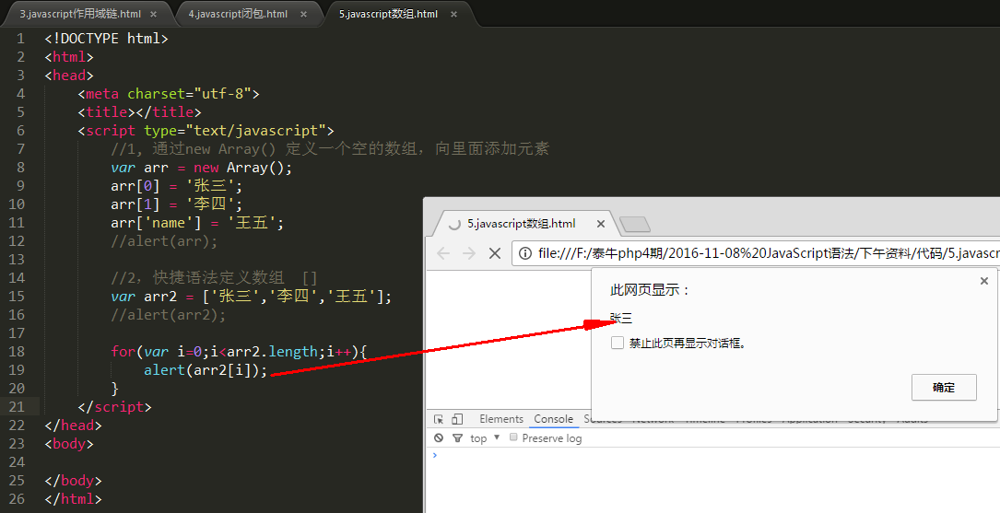 3.javascript作用域链.html × 4.javascript闭包.html × 5.javascript数组.html ×
1 <!DOCTYPE html>
2 <html>
3 <head>
4 <meta charset="utf-8">
5 <title></title>
6 <script type="text/javascript">
7 //1, 通过new Array() 定义一个空的数组，向里面添加元素
8 var arr = new Array();
9 arr[0] = '张三';
10 arr[1] = '李四';
11 arr['name'] = '王五';
12 //alert(arr);
13
14 //2，快捷语法定义数组 []
15 var arr2 = ['张三','李四','王五'];
16 //alert(arr2);
17
18 for(var i=0;i<arr2.length;i++){
19 alert(arr2[i]);
20 }
21 </script>
22 </head>
23 <body>
24
25 </body>
26 </html>
5.javascript数组.html ×
file:///F:/泰牛php4期/2016-11-08%20JavaScript语法/下午资料/代码/5.javascr
此网页显示：
张三
禁止此页再显示对话框。
确定
Elements Console Sources Network Timeline Profiles Application Security Audits
top ▼ Preserve log